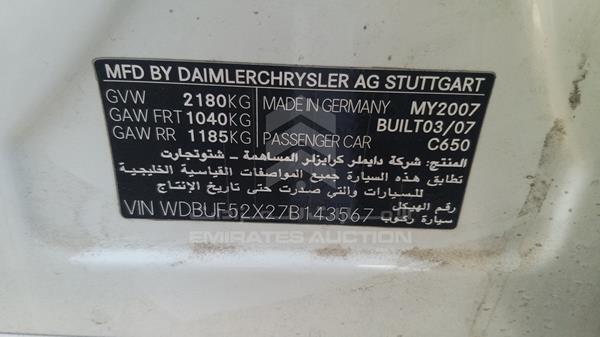 MFD BY DAIMLERCHRYSLER AG STUTTGART
GVW 2180KG MADE IN GERMANY MY2007
GAW FRT 1040KG BUILT03/07
GAW RR 1185KG PASSENGER CAR C650
المنتج: شركة دايملر كرايزلر المساهمة - شتوتجارت
تطابق هذه السيارة جميع المواصفات القياسية الخليجية
للسيارات والتي صدرت حتى تاريخ الإنتاج
رقم الهيكل
VIN WDBUF52X27B143567 سيارة ركوب
EMIRATES AUCTION